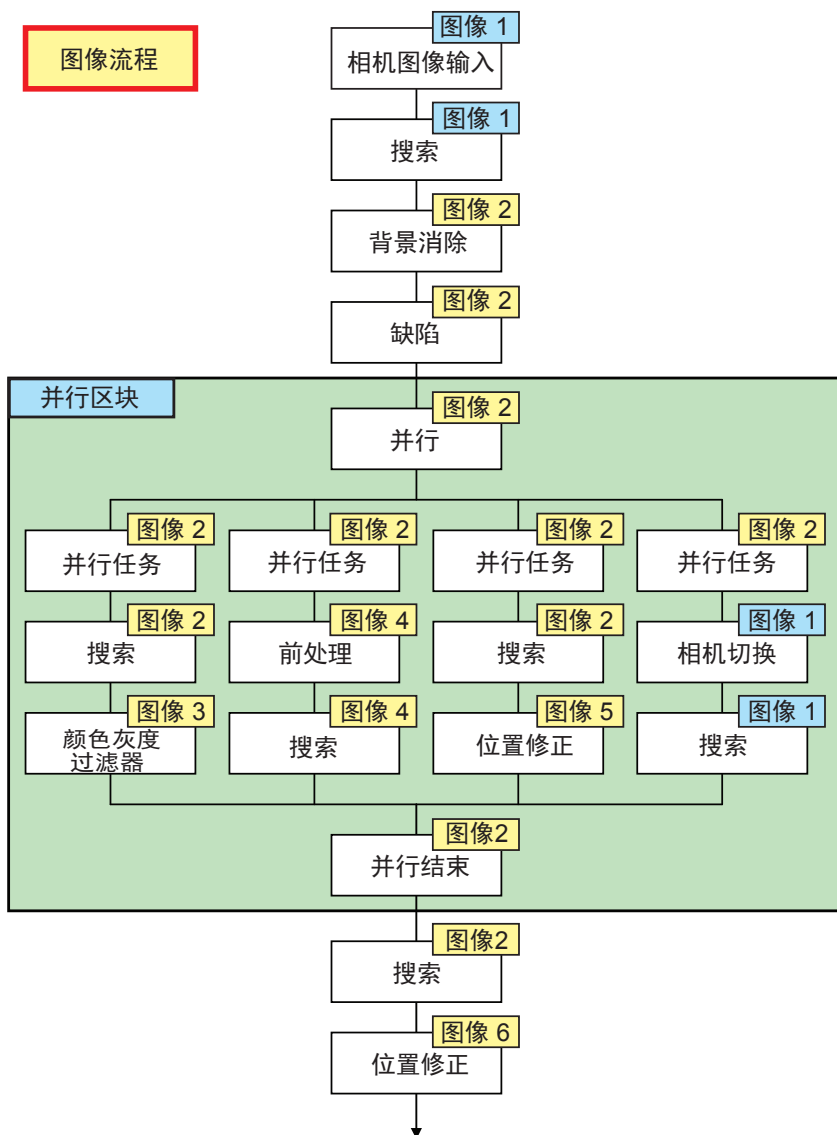 图像流程
图像 1
相机图像输入
图像 1
搜索
图像 2
背景消除
图像 2
缺陷
并行区块
图像 2
并行
图像 2
并行任务
图像 2
并行任务
图像 2
并行任务
图像 2
并行任务
图像 2
搜索
图像 4
前处理
图像 2
搜索
图像 1
相机切换
图像 3
颜色灰度
过滤器
图像 4
搜索
图像 5
位置修正
图像 1
搜索
图像2
并行结束
图像2
搜索
图像 6
位置修正